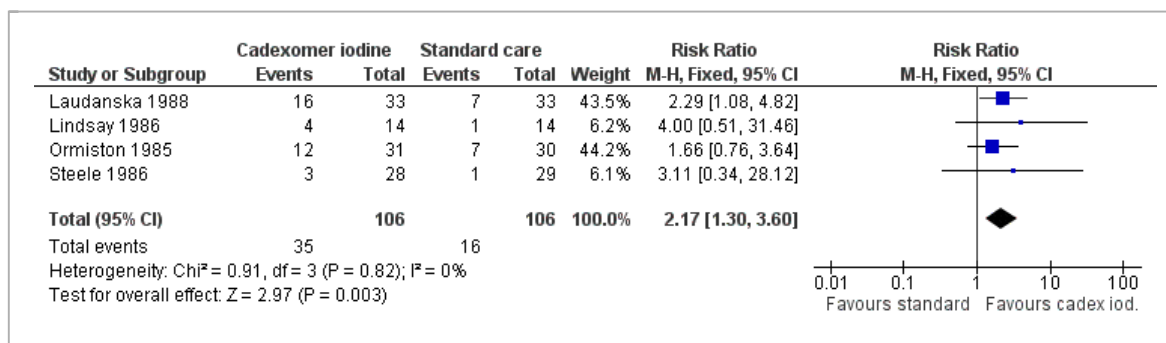 Cadexomer iodine Standard care Risk Ratio Risk Ratio
Study or Subgroup Events Total Events Total Weight M-H, Fixed, 95% CI M-H, Fixed, 95% CI
Laudanska 1988 16 33 7 33 43.5% 2.29 [1.08, 4.82]
Lindsay 1986 4 14 1 14 6.2% 4.00 [0.51, 31.46]
Ormiston 1985 12 31 7 30 44.2% 1.66 [0.76, 3.64]
Steele 1986 3 28 1 29 6.1% 3.11 [0.34, 28.12]
Total (95% CI) 106 106 100.0% 2.17 [1.30, 3.60]
Total events 35 16
Heterogeneity: Chi² = 0.91, df = 3 (P = 0.82); I² = 0%
Test for overall effect: Z = 2.97 (P = 0.003)
0.01 0.1 1 10 100
Favours standard Favours cadex iod.